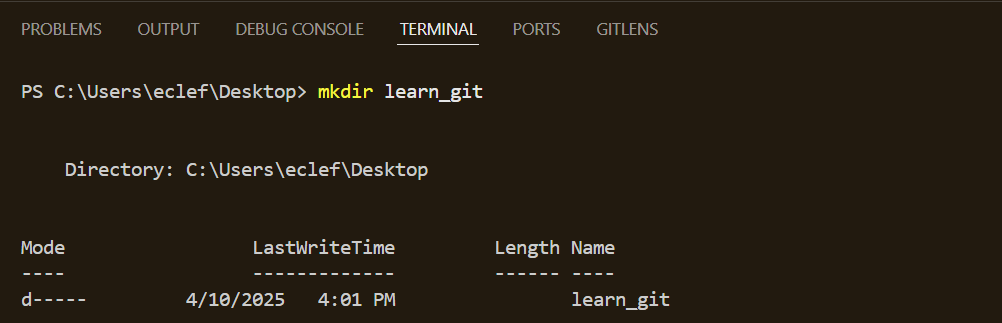 PROBLEMS OUTPUT DEBUG CONSOLE TERMINAL PORTS GITLENS
PS C:\Users\eclef\Desktop> mkdir learn_git
Directory: C:\Users\eclef\Desktop
Mode LastWriteTime Length Name
---- ------------- ------ ----
d----- 4/10/2025 4:01 PM learn_git